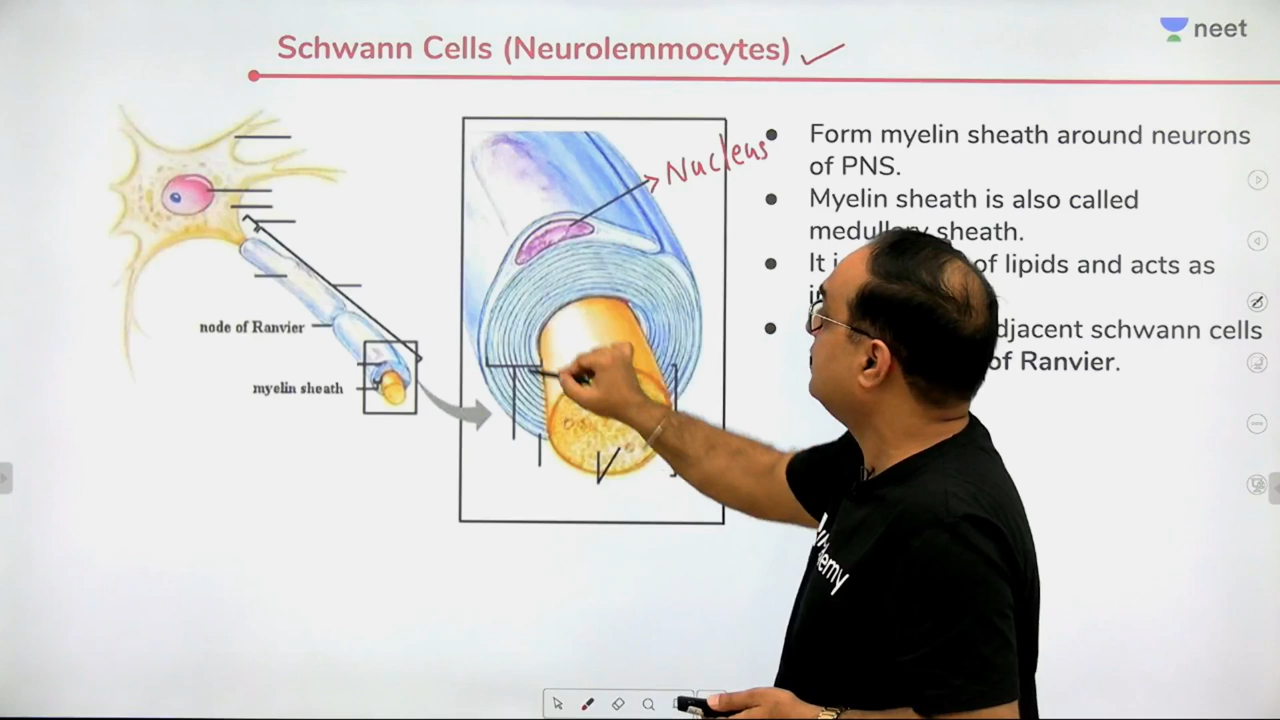 neet
Schwann Cells (Neurolemmocytes)
Nucleus
Form myelin sheath around neurons
of PNS.
Myelin sheath is also called
medullary sheath.
It of lipids and acts as
adjacent schwann cells
of Ranvier.
node of Ranvier
myelin sheath